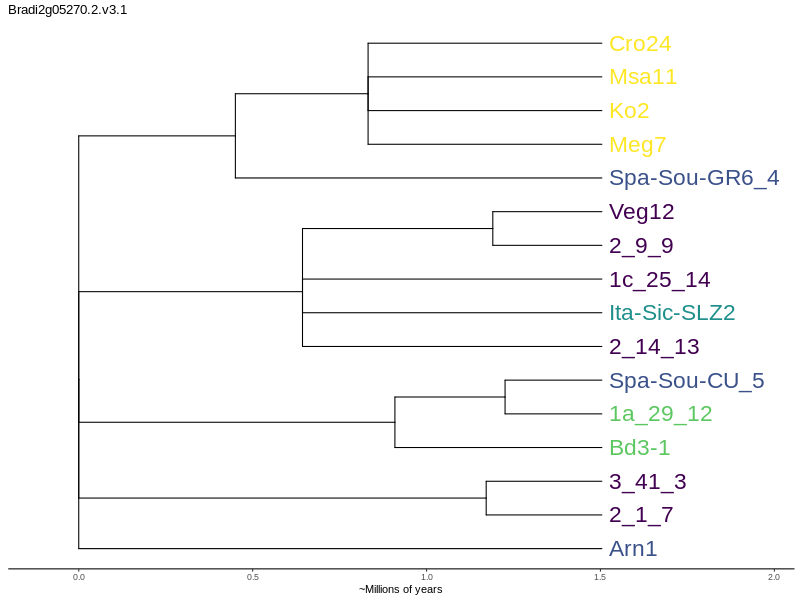 Bradi2g05270.2.v3.1
Cro24
Msa11
Ko2
Meg7
Spa-Sou-GR6_4
Veg12
2_9_9
1c_25_14
Ita-Sic-SLZ2
2_14_13
Spa-Sou-CU_5
1a_29_12
Bd3-1
3_41_3
2_1_7
Arn1
0.0 0.5 1.0 1.5 2.0
~Millions of years